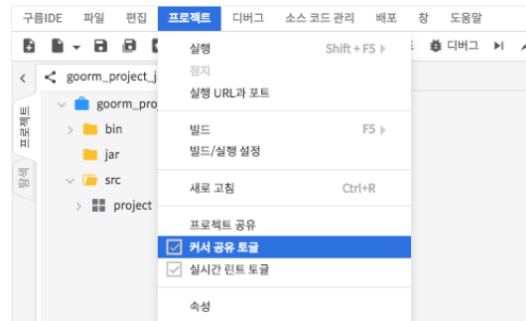 구름IDE 파일 편집 프로젝트 디버그 소스 코드 관리 배포 창 도움말
디버그
goorm_project_j
프로젝트
탐색
goorm_pro
bin
jar
src
project
실행 Shift + F5
정지
실행 URL과 포트
빌드 F5
빌드/실행 설정
새로 고침 Ctrl+R
프로젝트 공유
커서 공유 토글
실시간 린트 토글
속성